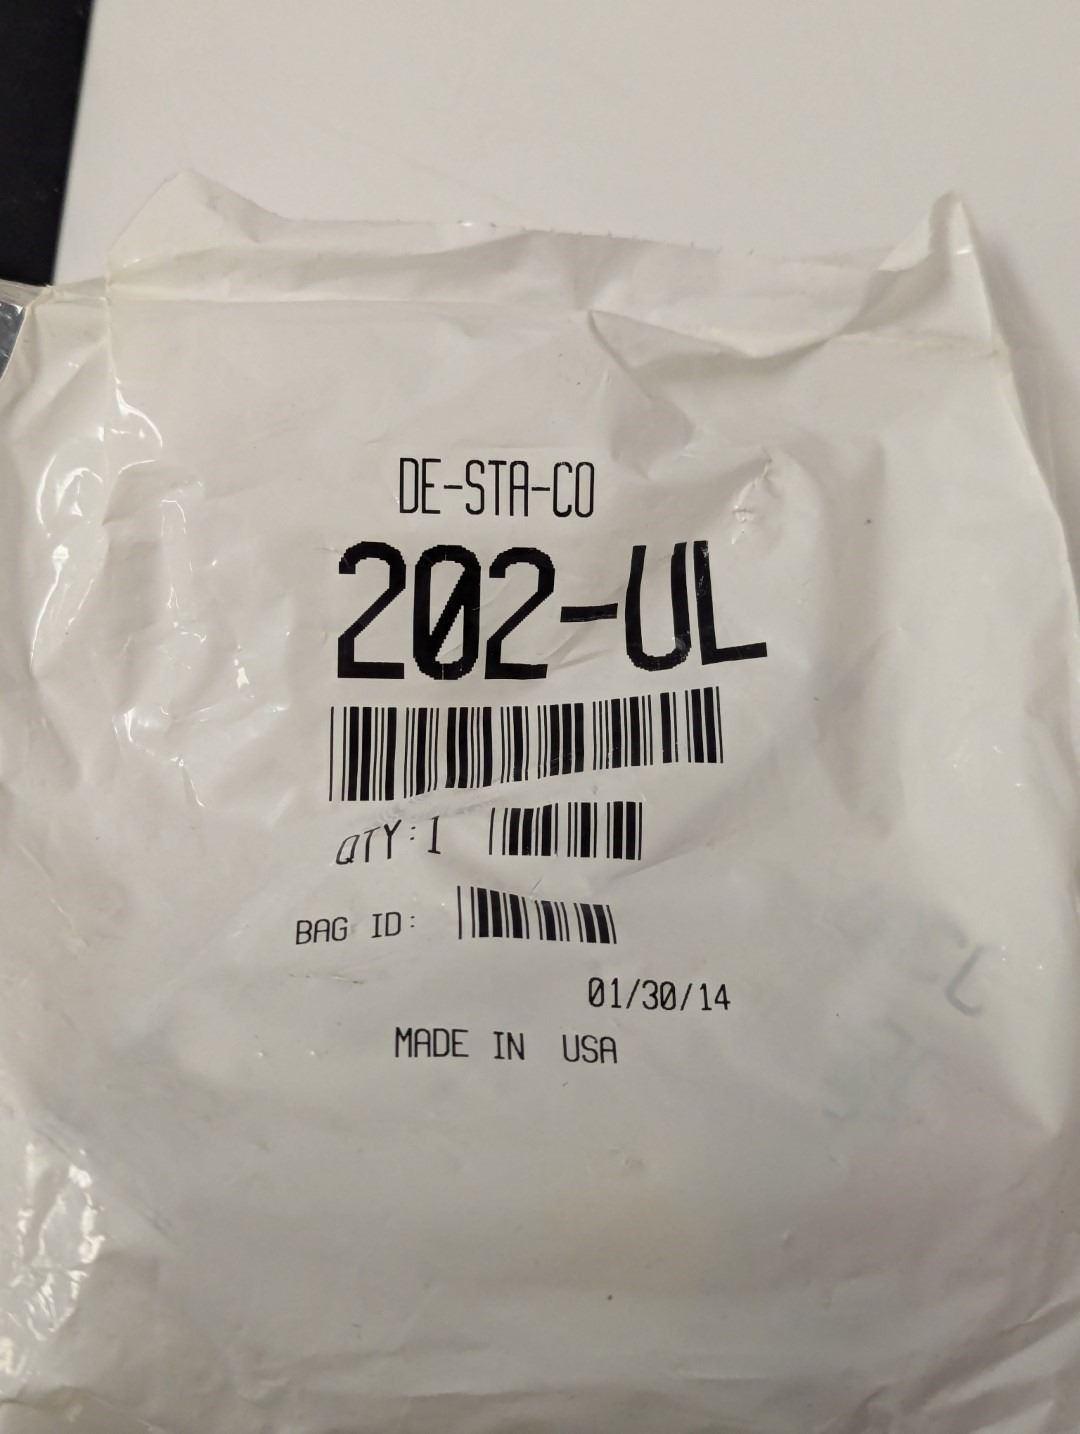 DE-STA-CO
202-UL
QTY: 1
BAG ID:
01/30/14
MADE IN USA